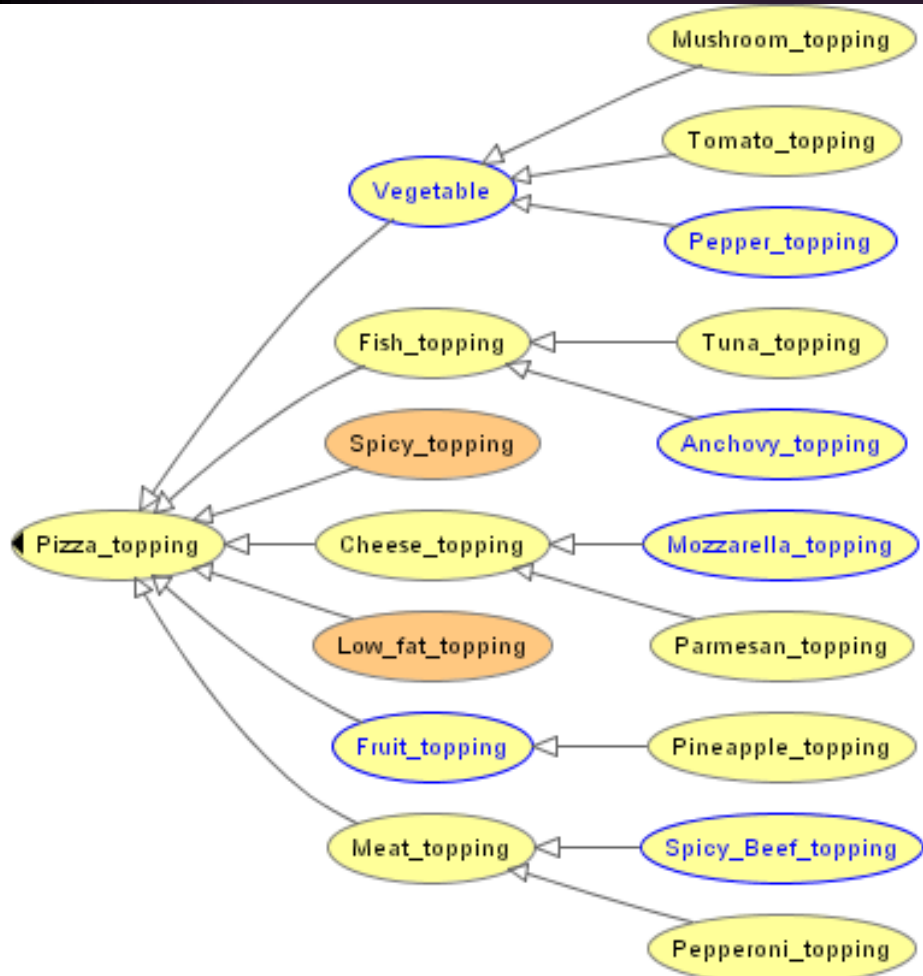 Mushroom_topping
Tomato_topping
Vegetable
Pepper_topping
Fish_topping
Tuna_topping
Spicy_topping
Anchovy_topping
Pizza_topping
Cheese_topping
Mozzarella_topping
Low_fat_topping
Parmesan_topping
Fruit_topping
Pineapple_topping
Meat_topping
Spicy_Beef_topping
Pepperoni_topping